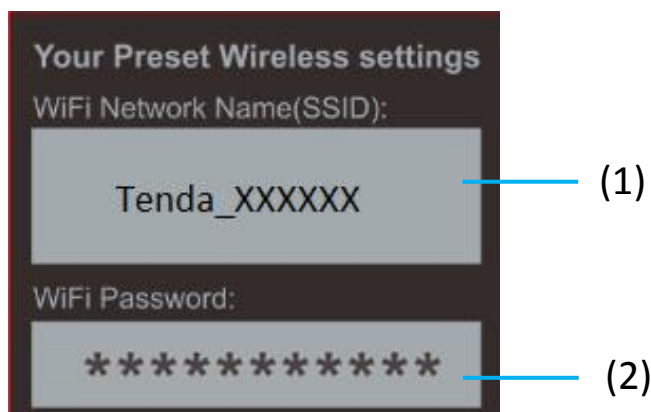 Your Preset Wireless settings
WiFi Network Name(SSID):
Tenda_XXXXXX
(1)
WiFi Password:
***********
(2)